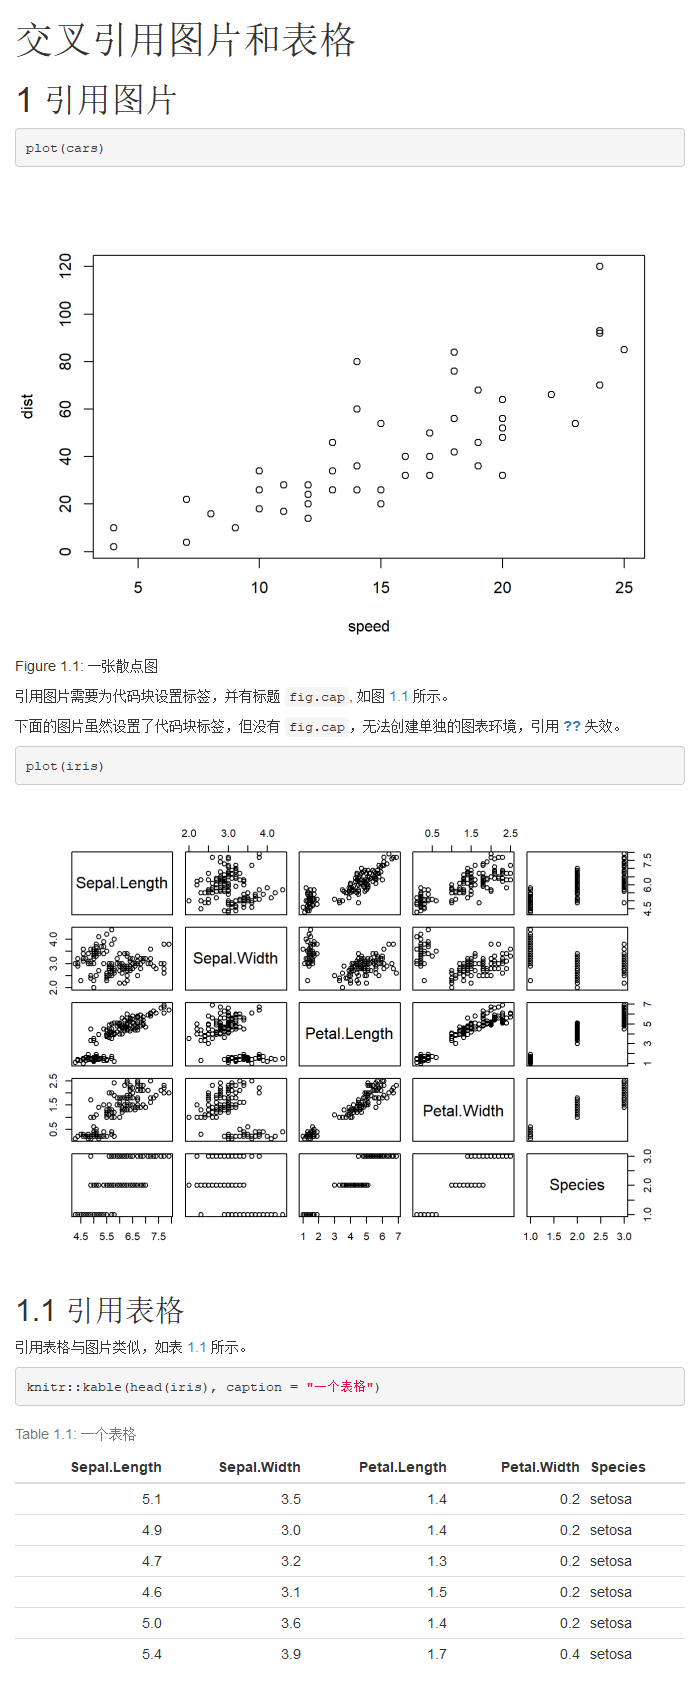 交叉引用图片和表格
1 引用图片
plot(cars)
120
100
80
60
40
20
0
dist
5 10 15 20 25
speed
Figure 1.1: 一张散点图
引用图片需要为代码块设置标签，并有标题 fig.cap, 如图 1.1 所示。
下面的图片虽然设置了代码块标签，但没有 fig.cap，无法创建单独的图表环境，引用 ?? 失效。
plot(iris)
2.0 3.0 4.0 0.5 1.5 2.5
Sepal.Length
4.5 6.0 7.5
2.0 3.0 4.0
Sepal.Width
Petal.Length
1 3 5 7
0.5 1.5 2.5
Petal.Width
Species
1.0 2.0 3.0
4.5 5.5 6.5 7.5 1 2 3 4 5 6 7 1.0 1.5 2.0 2.5 3.0
1.1 引用表格
引用表格与图片类似，如表 1.1 所示。
knitr::kable(head(iris), caption = "一个表格")
Table 1.1: 一个表格
Sepal.Length Sepal.Width Petal.Length Petal.Width Species
5.1 3.5 1.4 0.2 setosa
4.9 3.0 1.4 0.2 setosa
4.7 3.2 1.3 0.2 setosa
4.6 3.1 1.5 0.2 setosa
5.0 3.6 1.4 0.2 setosa
5.4 3.9 1.7 0.4 setosa